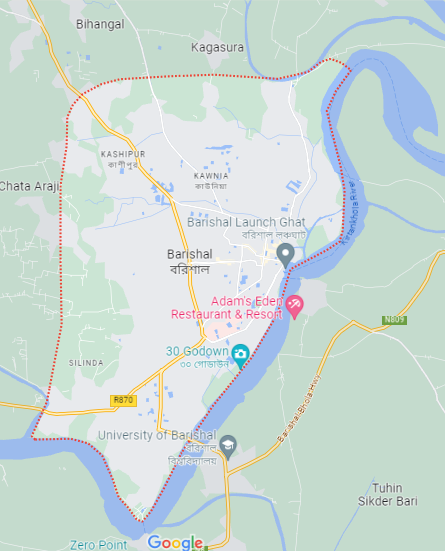 Bihangal
Kagasura
KASHIPUR
কাশীপুর
KAWNIA
কাউনিয়া
Chata Araji
Kirtankhola River
Barishal Launch Ghat
বরিশাল লঞ্চঘাট
Barishal
বরিশাল
Adam's Eden
Restaurant & Resort
N809
30 Godown
৩০ গোডাউন
SILINDA
R870
Barishal-Bhola Hwy
University of Barishal
বরিশাল
বিশ্ববিদ্যালয়
Tuhin
Sikder Bari
Zero Point
Google